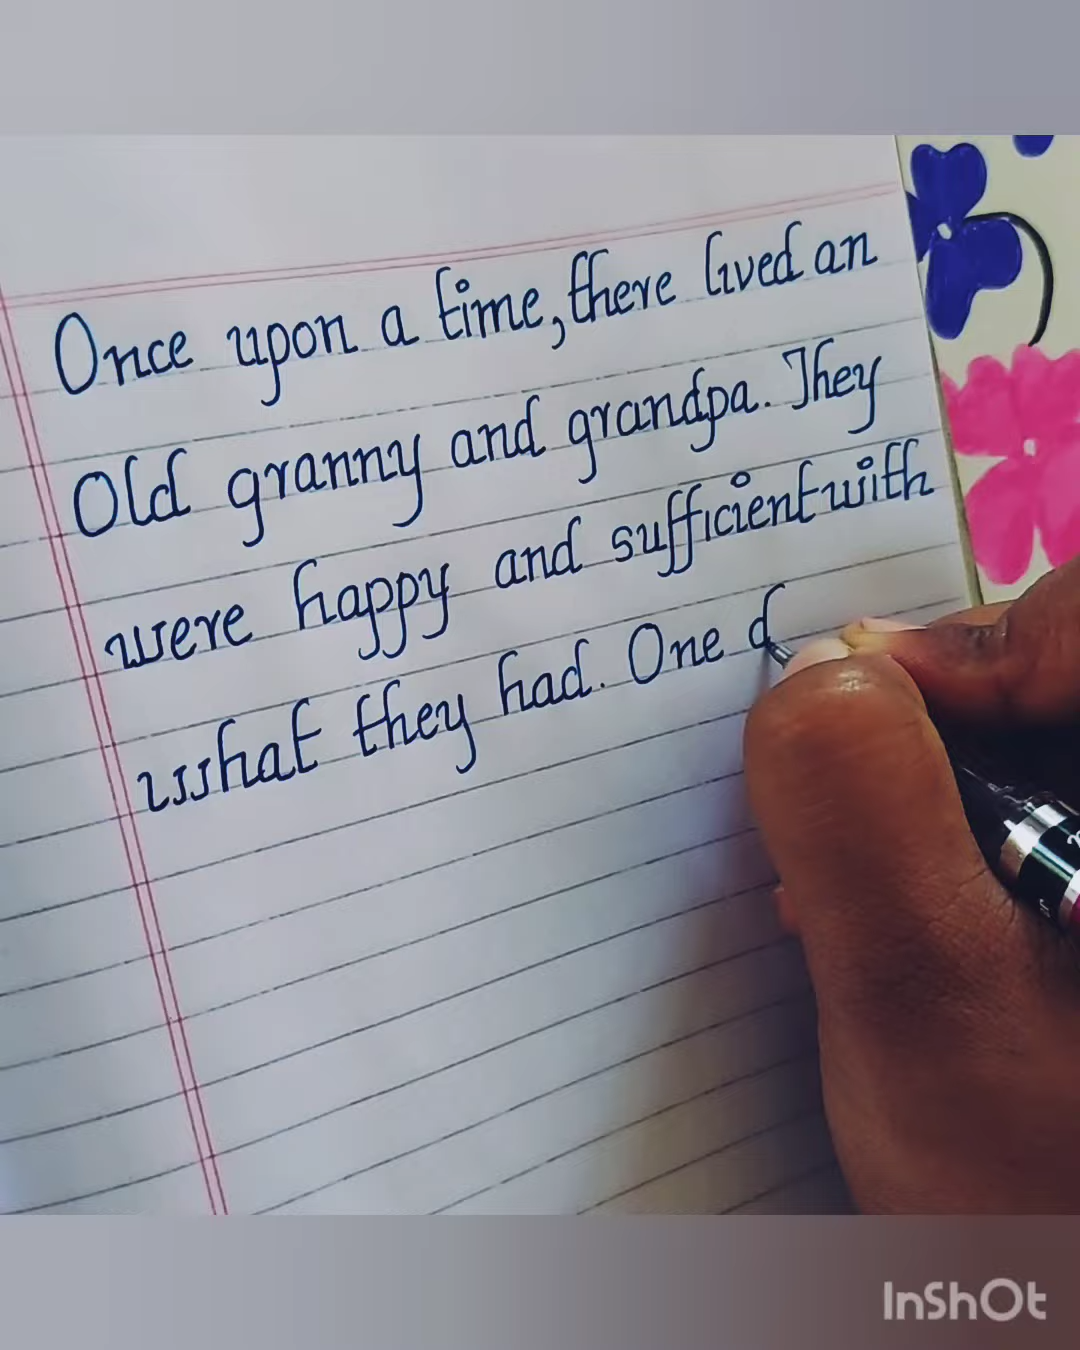 Once upon a time, there lived an
Old granny and grandpa. They
were happy and sufficient with
what they had. One d
InShOt